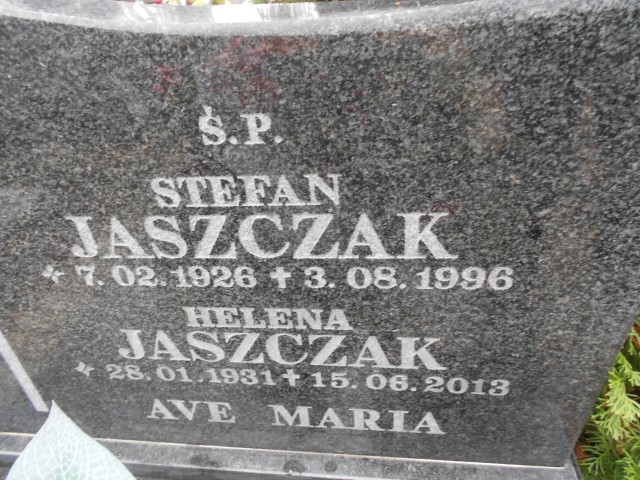 Ś.P.
STEFAN
JASZCZAK
* 7.02.1926 ✝ 3.08.1996
HELENA
JASZCZAK
* 28.01.1931 ✝ 15.06.2013
AVE MARIA